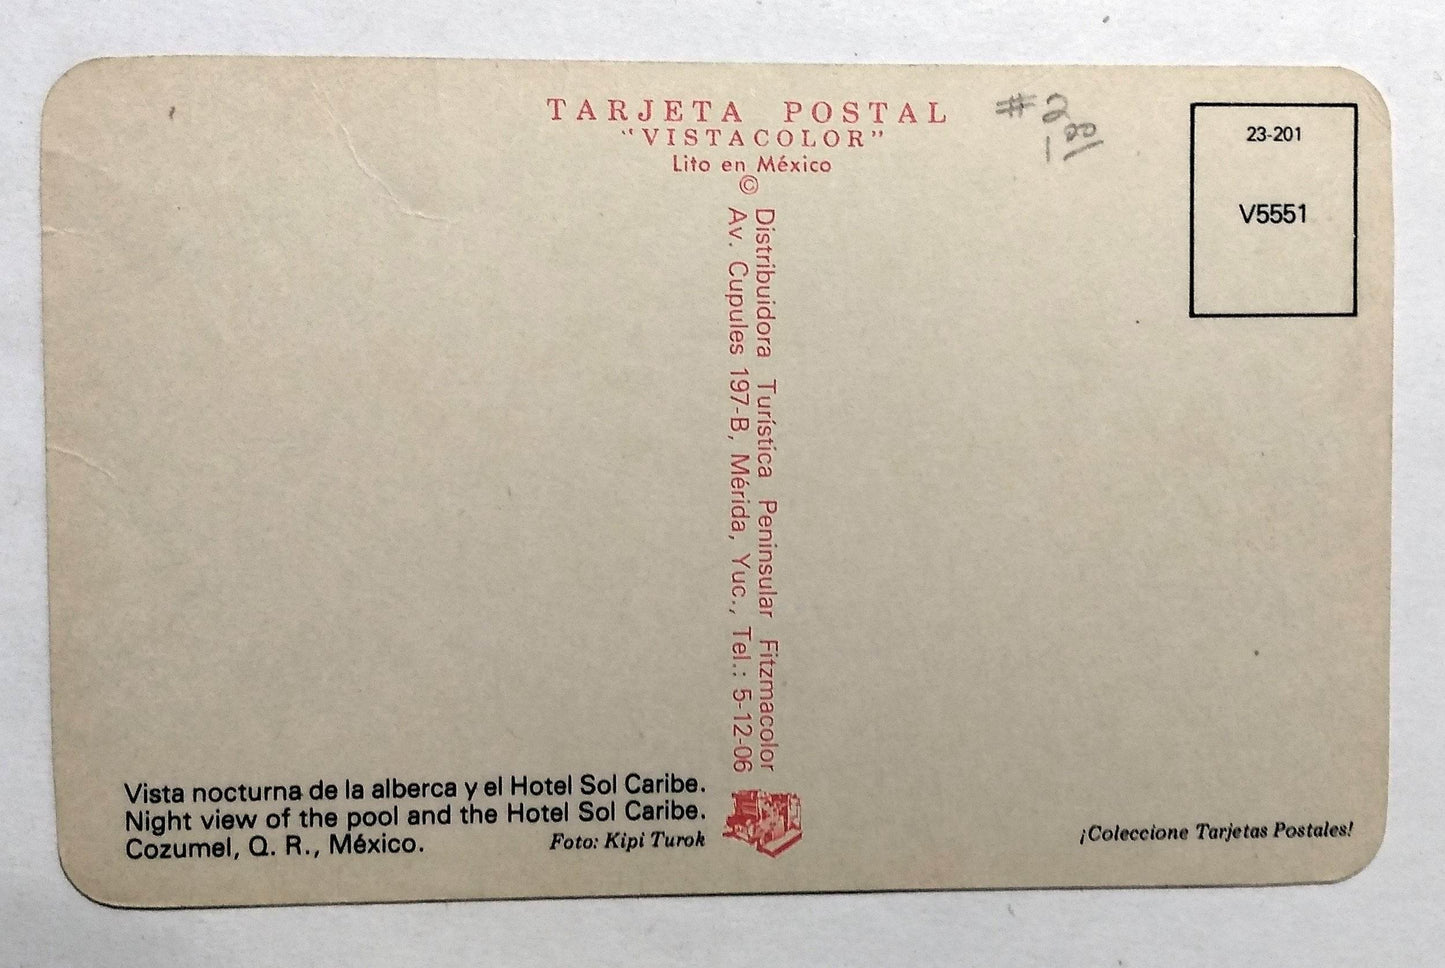 TARJETA POSTAL
"VISTACOLOR"
Lito en México
©
Distribuidora Turística Peninsular Fitzmacolor
Av. Cupules 197-B, Mérida, Yuc., Tel.: 5-12-06
23-201
V5551
Vista nocturna de la alberca y el Hotel Sol Caribe.
Night view of the pool and the Hotel Sol Caribe.
Cozumel, Q. R., México.
Foto: Kipi Turok
¡Coleccione Tarjetas Postales!